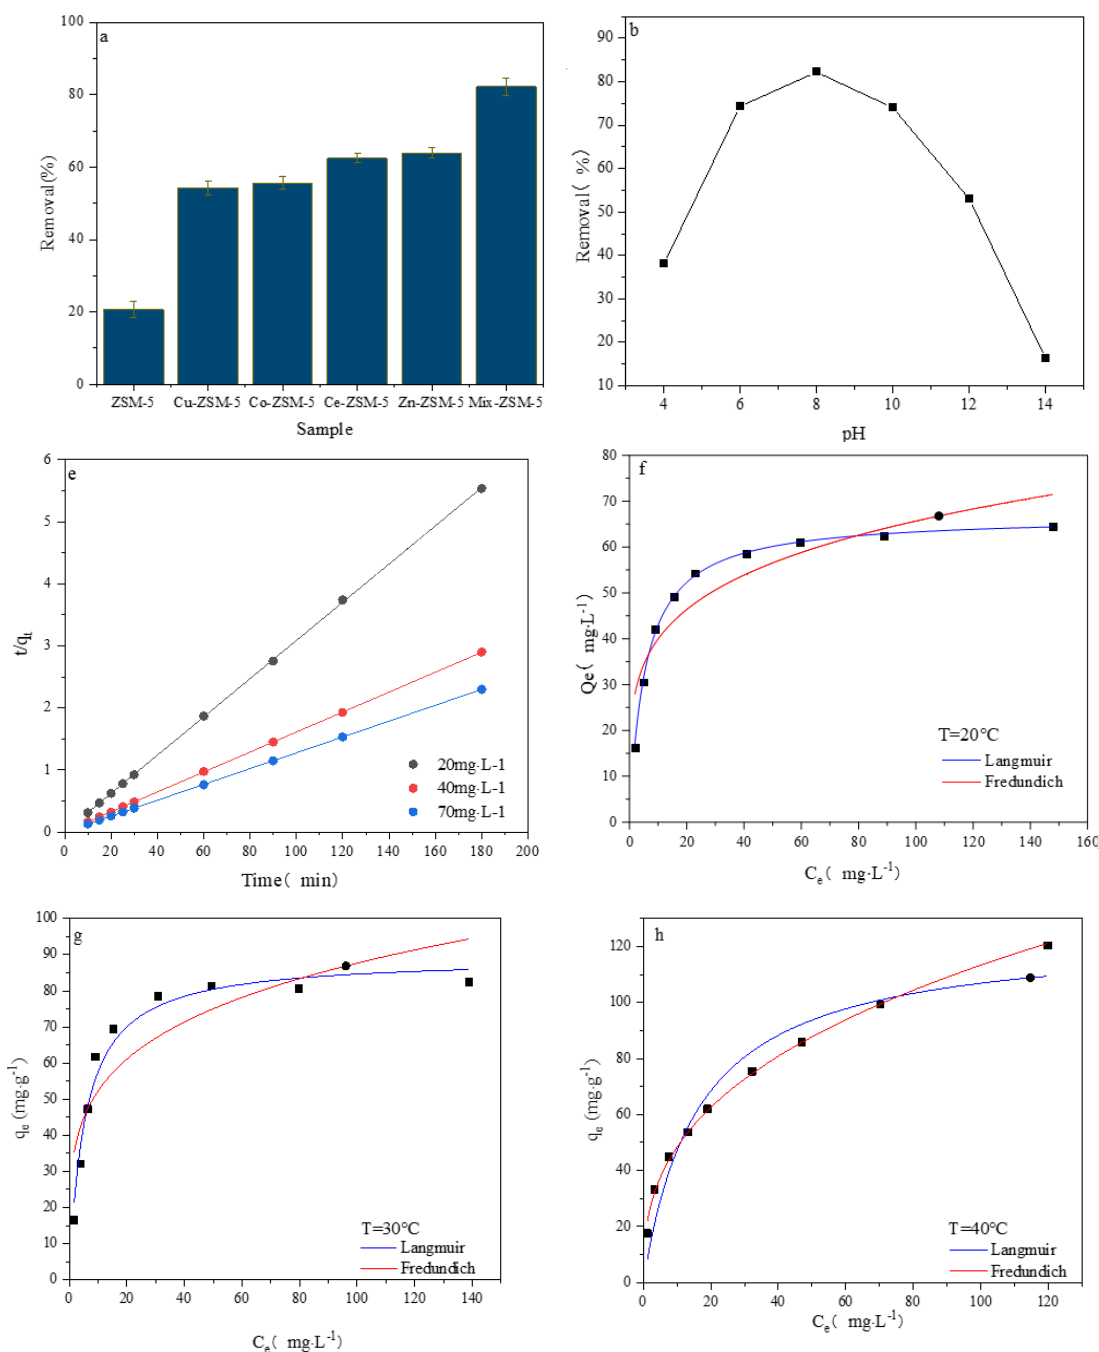 a
100
80
60
40
20
0
Removal(%)
ZSM-5 Cu-ZSM-5 Co-ZSM-5 Ce-ZSM-5 Zn-ZSM-5 Mix-ZSM-5
Sample
b
90
80
70
60
50
40
30
20
10
Removal( %)
4 6 8 10 12 14
pH
e
6
5
4
3
2
1
0
t/qt
20mg·L-1
40mg·L-1
70mg·L-1
0 20 40 60 80 100 120 140 160 180 200
Time( min)
f
80
70
60
50
40
30
20
10
0
Qe( mg·L-1)
T=20°C
Langmuir
Fredundich
0 20 40 60 80 100 120 140 160
Ce( mg·L-1)
g
100
90
80
70
60
50
40
30
20
10
0
qe (mg·g-1)
T=30°C
Langmuir
Fredundich
0 20 40 60 80 100 120 140
Ce( mg·L-1)
h
120
100
80
60
40
20
0
qe (mg·g-1)
T=40°C
Langmuir
Fredundich
0 20 40 60 80 100 120
Ce( mg·L-1)